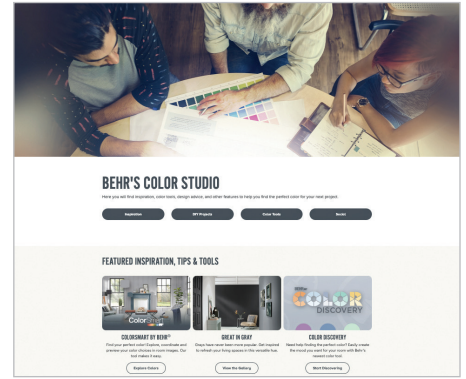 BEHR'S COLOR STUDIO
Here you will find inspiration, color tools, design advice, and other features to help you find the perfect color for your next project.
Inspiration
DIY Projects
Color Tools
Social
FEATURED INSPIRATION, TIPS & TOOLS
ColorSmart
COLOR
DISCOVERY
COLORSMART BY BEHR®
Find your perfect color! Explore, coordinate and
preview your color choices in room images. Our
tool makes it easy.
Explore Colors
GREAT IN GRAY
Grays have never been more popular. Get inspired
to refresh your living spaces in this versatile hue.
View the Gallery
COLOR DISCOVERY
Need help finding the perfect color? Easily create
the mood you want for your room with Behr's
newest color tool.
Start Discovering